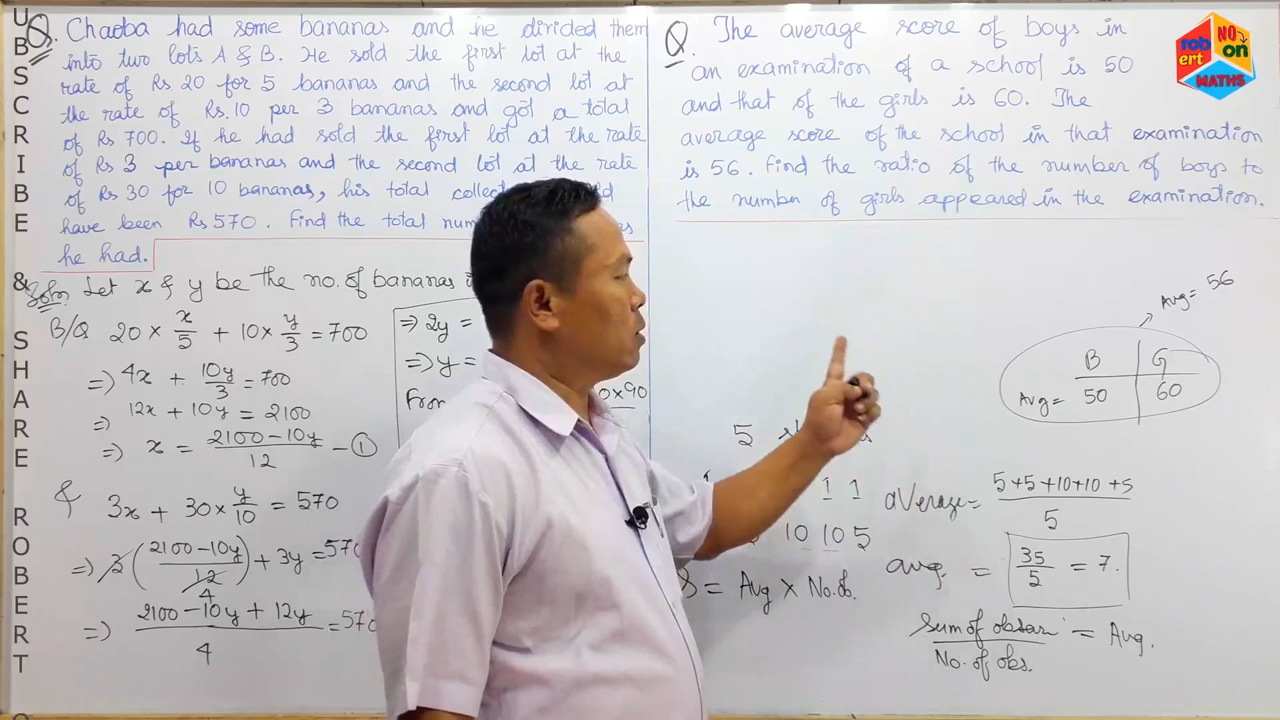 UBSCRIBE & SHARE ROBERT
Q. Chaoba had some bananas and he divided them
into two lots A & B. He sold the first lot at the
rate of Rs 20 for 5 bananas and the second lot at
the rate of Rs. 10 per 3 bananas and got a total
of Rs 700. If he had sold the first lot at the rate
of Rs 3 per bananas and the second lot at the rate
of Rs 30 for 10 bananas, his total
have been Rs 570. Find the total
he had.
Soln. Let x & y be the no. of bananas
B/Q 20 × x/5 + 10 × y/3 = 700
=> 4x + 10y/3 = 700
=> 12x + 10y = 2100
=> x = 2100 - 10y/12 - ①
& 3x + 30 × y/10 = 570
=> 3(2100 - 10y/12) + 3y = 570
4
=> 2100 - 10y + 12y/4 = 570
=> 2y =
=> y =
From
0×90
Q. The average score of boys in
an examination of a school is 50
and that of the girls is 60. The
average score of the school in that examination
is 56. Find the ratio of the number of boys to
the number of girls appeared in the examination.
robert NO on MATHS
Avg = 56
B G
Avg = 50 60
5
1 1
10 10 5
= Avg × No. of.
average = 5+5+10+10+5/5
avg. = 35/5 = 7.
Sum of obser/No. of obs. = Avg.